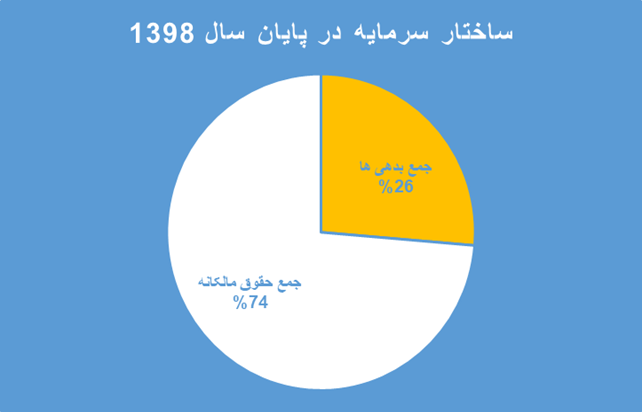 ساختار سرمایه در پایان سال 1398
جمع بدهی ها
%26
جمع حقوق مالکانه
%74